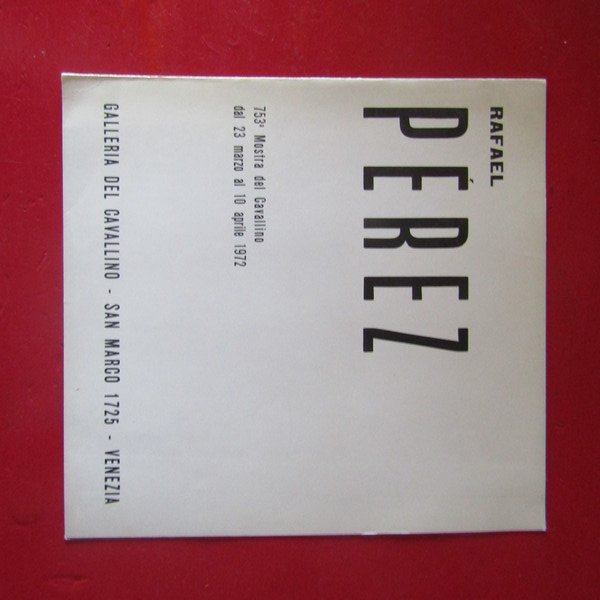 RAFAEL
PÉREZ
753ª Mostra del Cavallino
dal 23 marzo al 10 aprile 1972
GALLERIA DEL CAVALLINO - SAN MARCO 1725 - VENEZIA